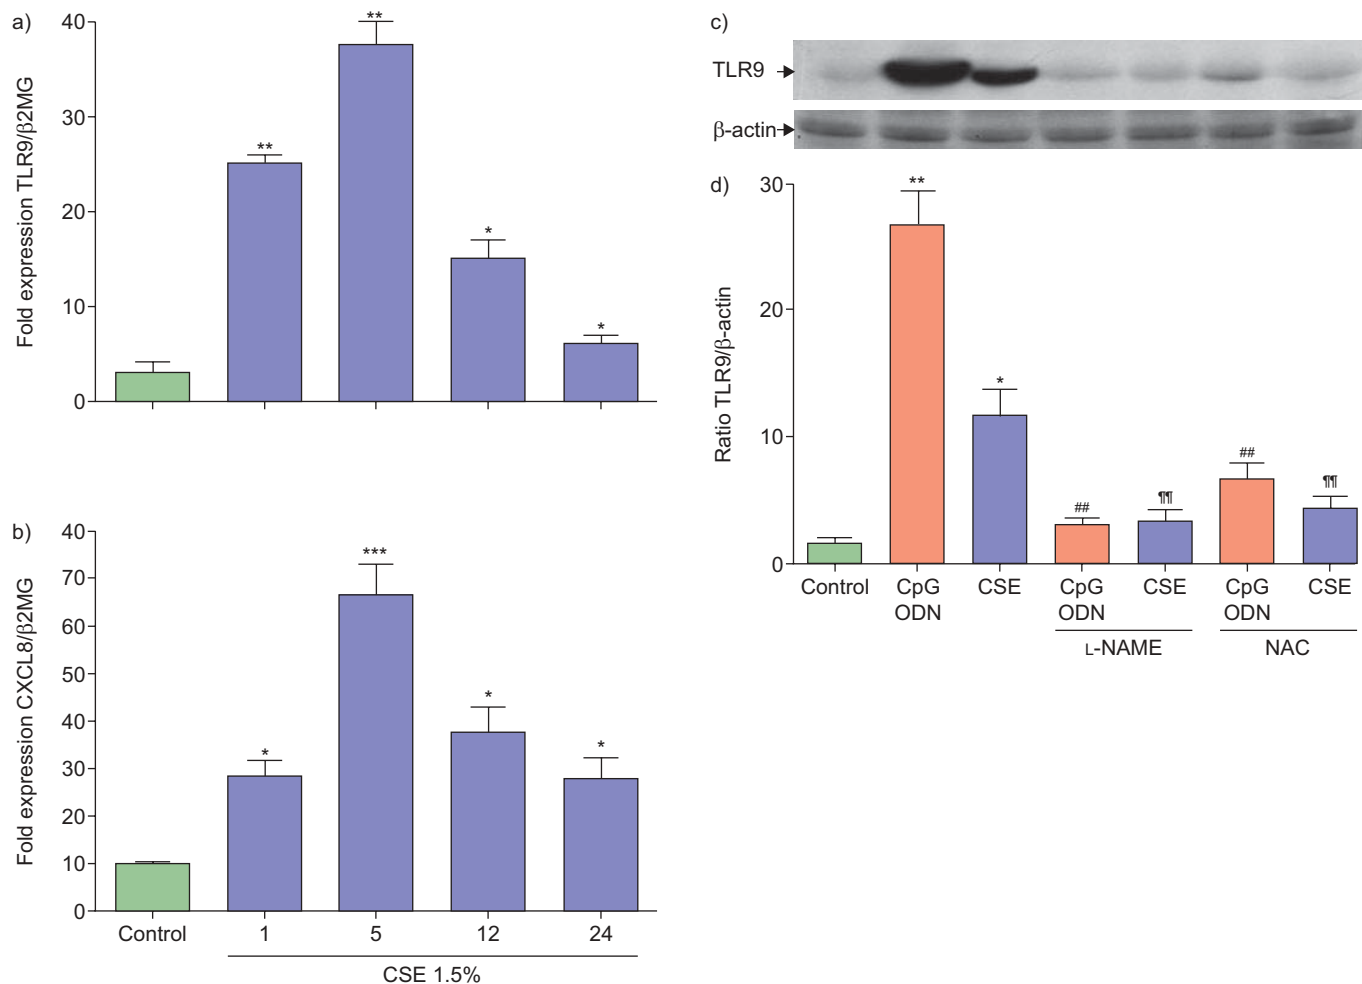 a)
Fold expression TLR9/β2MG
40
30
20
10
0
**
**
*
*
b)
Fold expression CXCL8/β2MG
40
70
60
50
40
30
20
10
0
*
***
*
*
Control 1 5 12 24
CSE 1.5%
c)
TLR9
β-actin
d)
Ratio TLR9/β-actin
30
20
10
0
**
*
##
¶¶
##
¶¶
Control CpG ODN CSE CpG ODN CSE CpG ODN CSE
L-NAME NAC